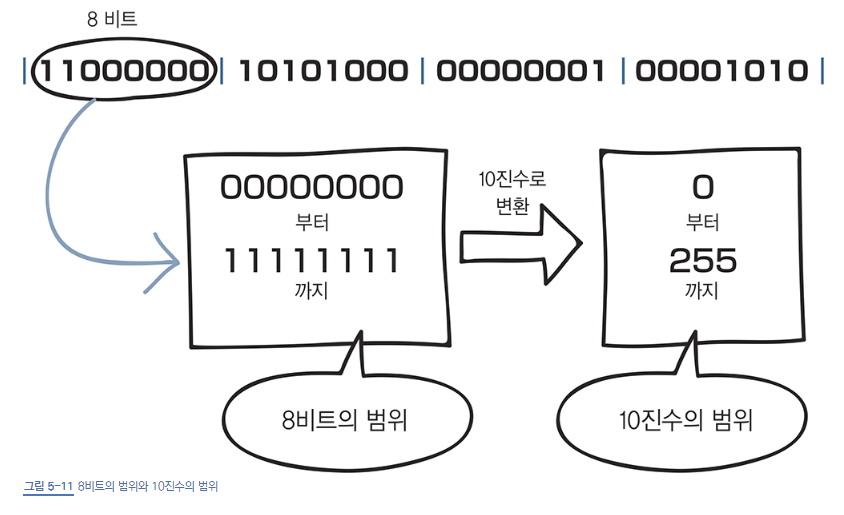 8 비트
| 11000000 | 10101000 | 00000001 | 00001010 |
00000000
부터
11111111
까지
10진수로
변환
0
부터
255
까지
8비트의 범위
10진수의 범위
그림 5-11 8비트의 범위와 10진수의 범위